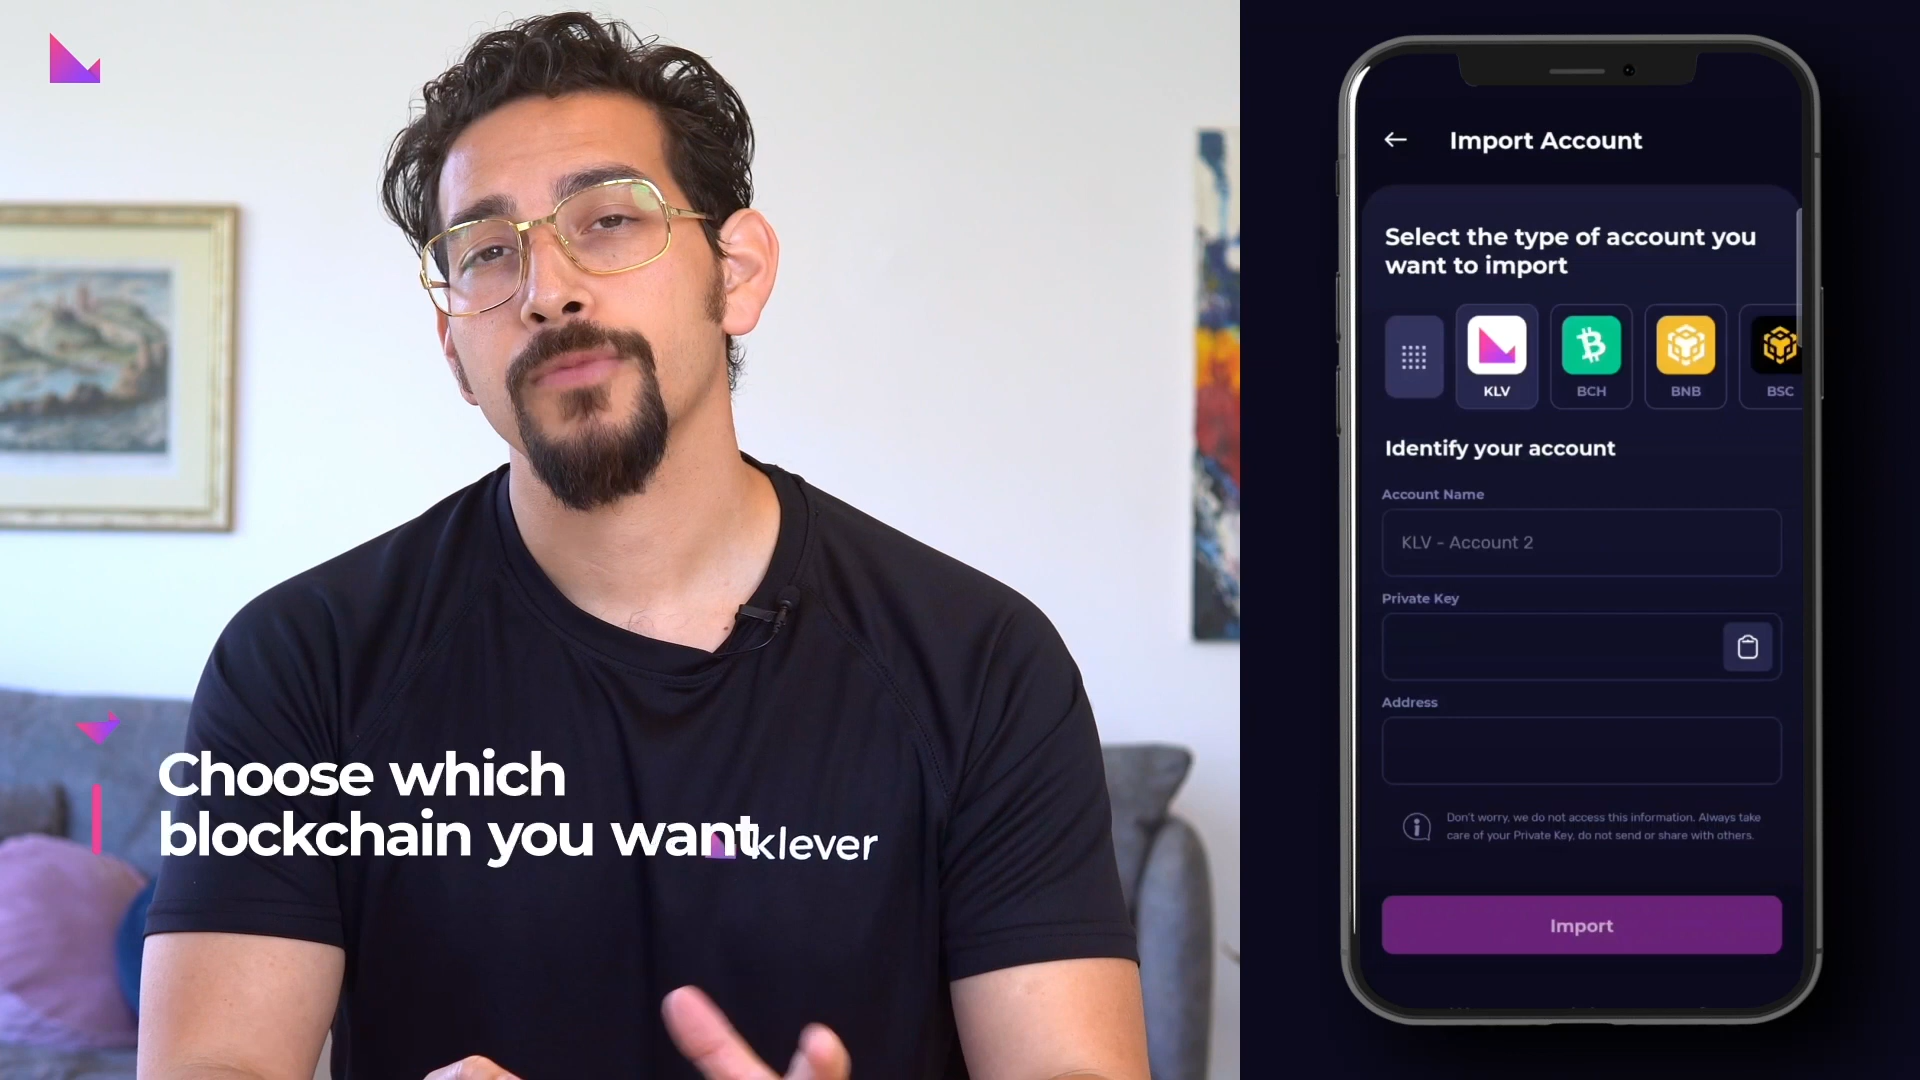 Choose which
blockchain you want
klever
Import Account
Select the type of account you
want to import
KLV
BCH
BNB
BSC
Identify your account
Account Name
KLV - Account 2
Private Key
Address
Don't worry, we do not access this information. Always take
care of your Private Key, do not send or share with others.
Import